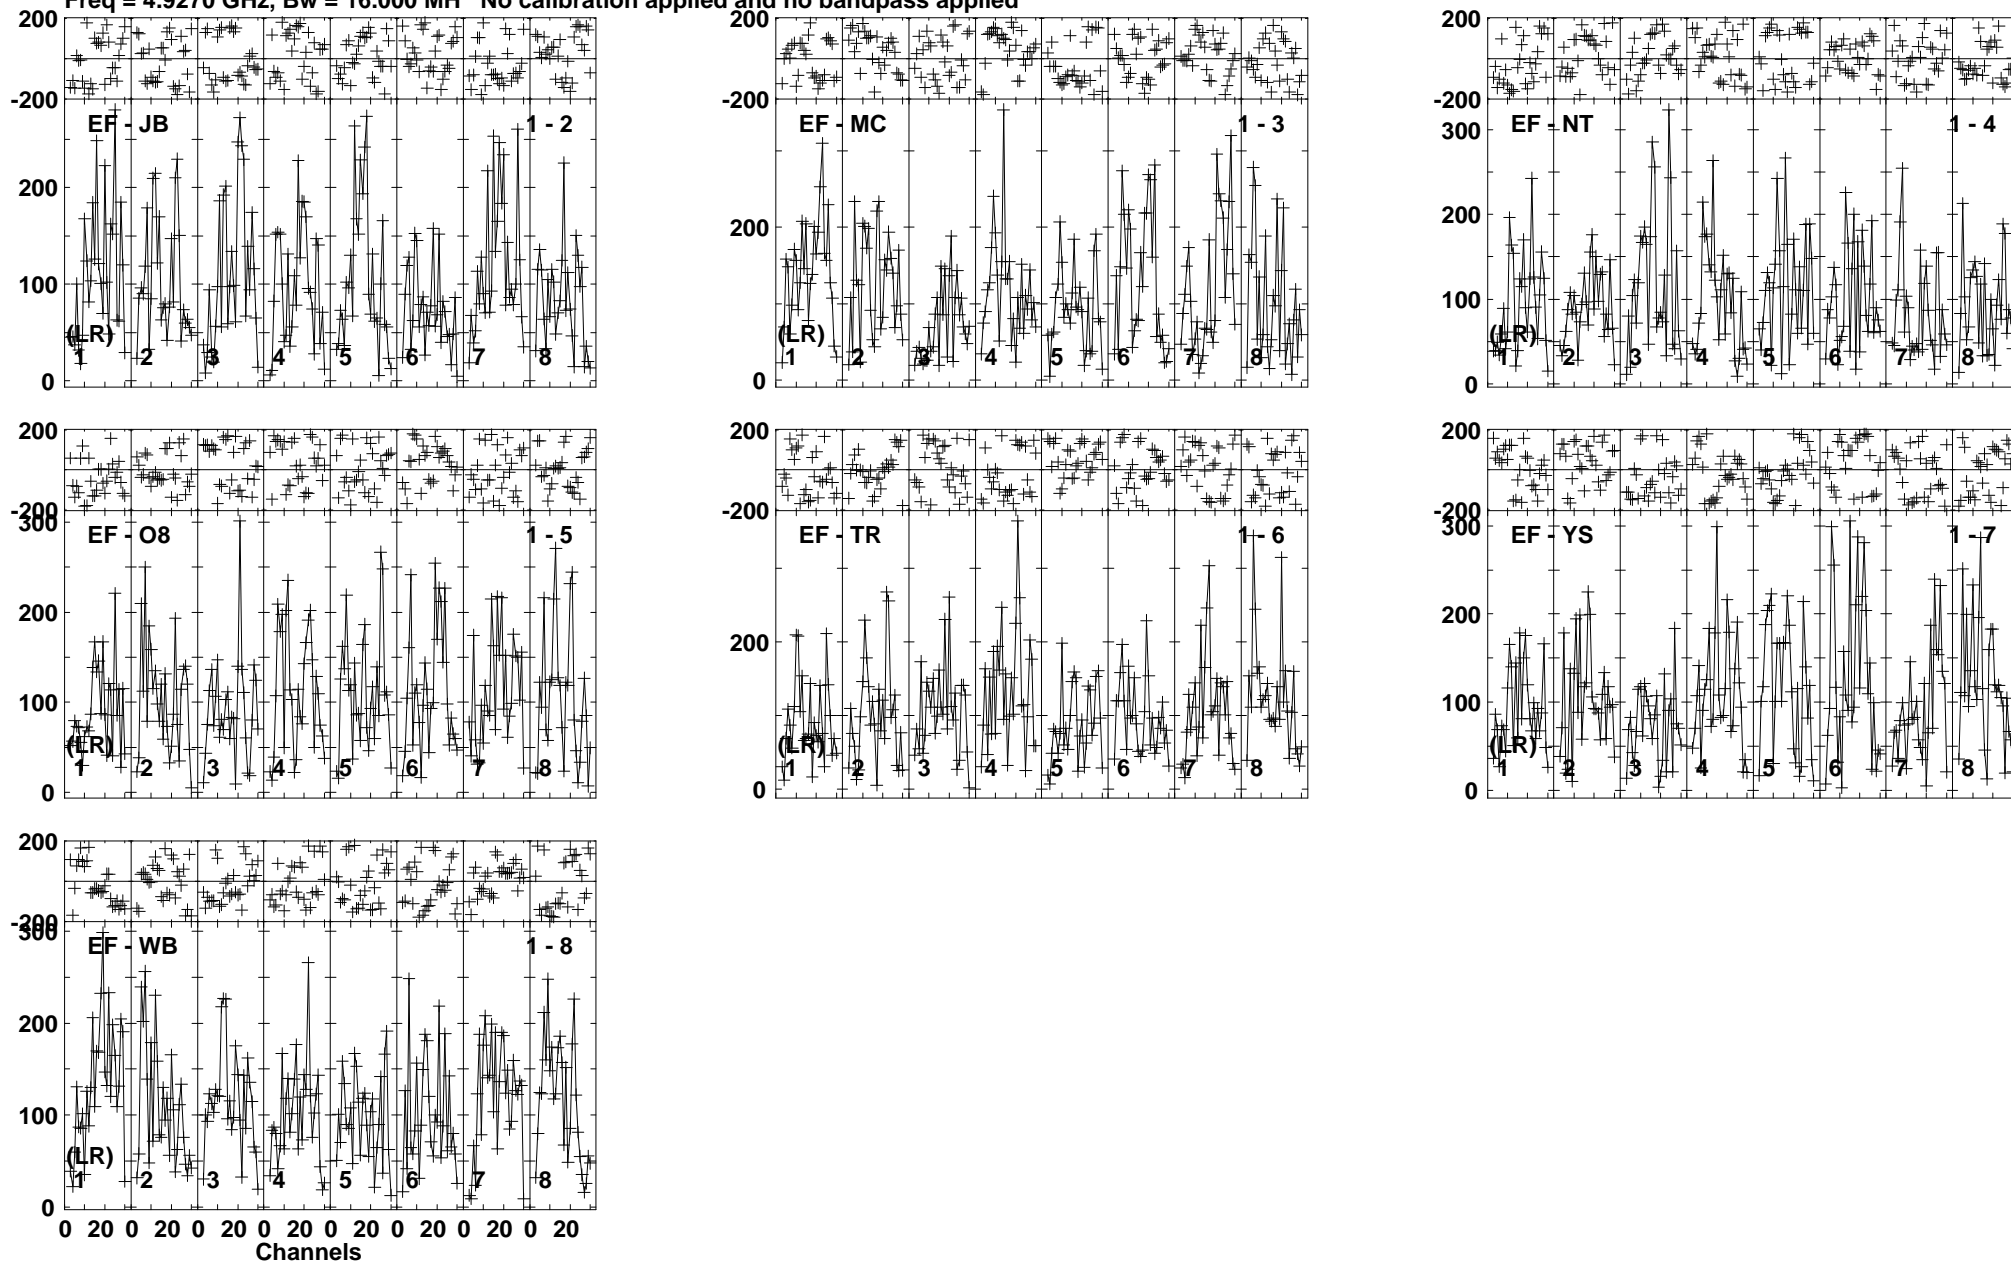 Freq = 4.9270 GHz, Bw = 16.000 MH No calibration applied and no bandpass applied
200 200 200
-200 -200 -200
EF - JB 1 - 2 EF - MC 1 - 3 EF - NT 1 - 4
300
200 200 200
100 100
(LR) (LR) (LR)
1 2 3 4 5 6 7 8 1 2 3 4 5 6 7 8 1 2 3 4 5 6 7 8
0 0 0
200 200 200
-200 -200 -200
300 300
EF - O8 1 - 5 EF - TR 1 - 6 EF - YS 1 - 7
200 200 200
100 100
(LR) (LR) (LR)
1 2 3 4 5 6 7 8 1 2 3 4 5 6 7 8 1 2 3 4 5 6 7 8
0 0 0
200
-200
300
EF - WB 1 - 8
200
100
(LR)
1 2 3 4 5 6 7 8
0
0 20 0 20 0 20 0 20 0 20 0 20 0 20 0 20
Channels